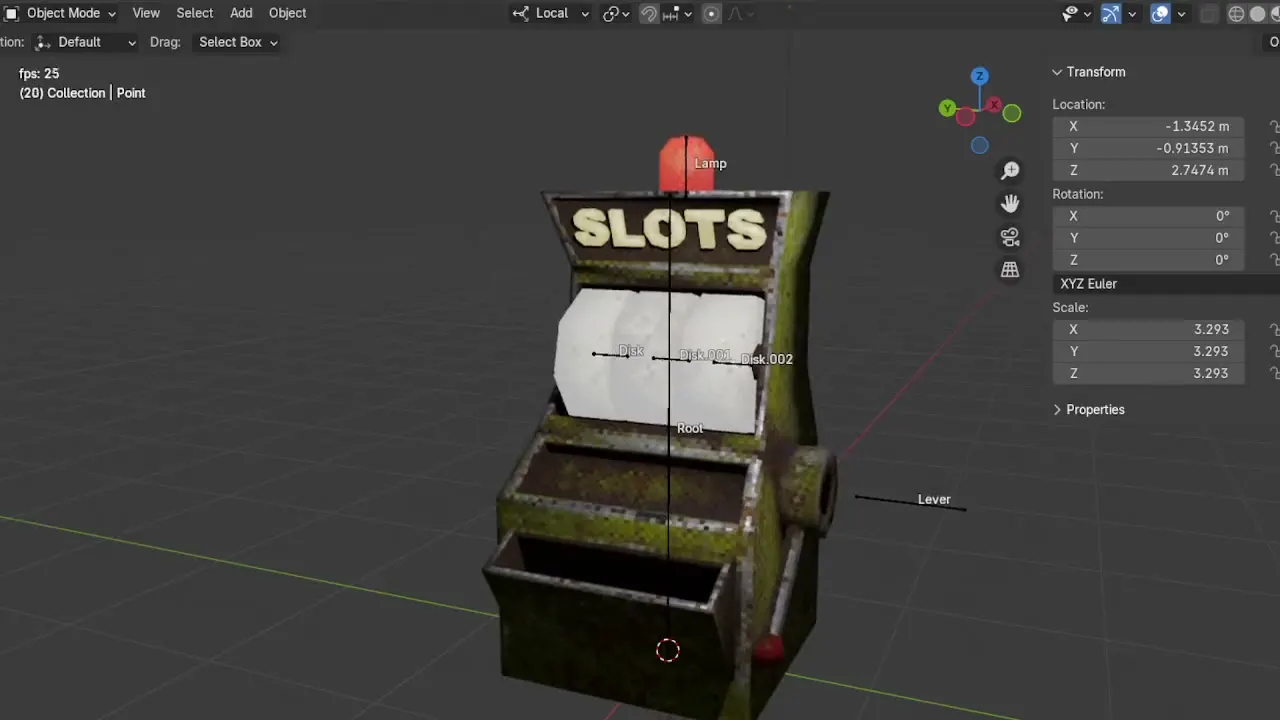 Object Mode View Select Add Object Local
tion: Default Drag: Select Box O
fps: 25
(20) Collection | Point
Z
Y X
Transform
Location:
X -1.3452 m
Y -0.91353 m
Z 2.7474 m
Rotation:
X 0°
Y 0°
Z 0°
XYZ Euler
Scale:
X 3.293
Y 3.293
Z 3.293
Properties
Lamp
SLOTS
Disk Disk.001 Disk.002
Root
Lever